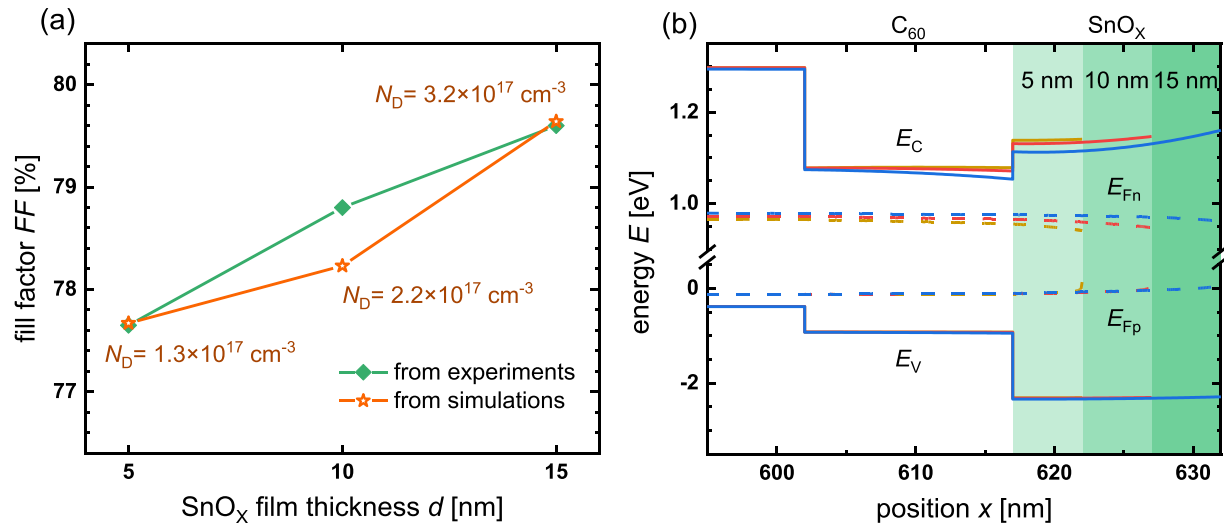 (a)
80
79
78
77
fill factor FF [%]
N_D= 3.2×10^17 cm^-3
N_D= 2.2×10^17 cm^-3
N_D= 1.3×10^17 cm^-3
from experiments
from simulations
5
10
15
SnO_X film thickness d [nm]
(b)
C_60
SnO_X
5 nm
10 nm
15 nm
1.2
1.0
0
-2
energy E [eV]
E_C
E_Fn
E_Fp
E_V
600
610
620
630
position x [nm]